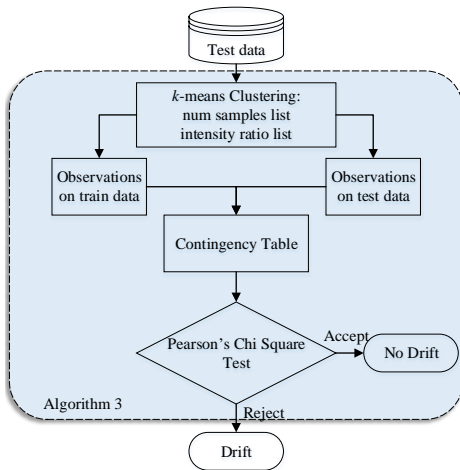 Test data
k-means Clustering:
num samples list
intensity ratio list
Observations
on train data
Observations
on test data
Contingency Table
Pearson's Chi Square
Test
Accept
No Drift
Algorithm 3
Reject
Drift